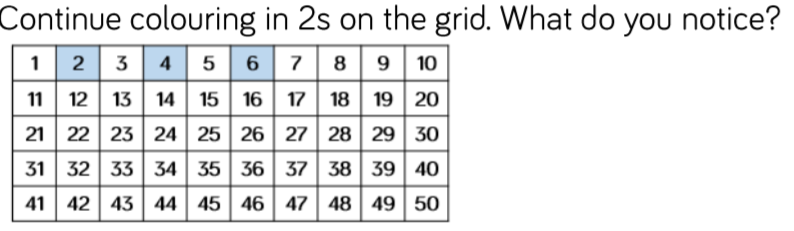 Continue colouring in 2s on the grid. What do you notice?
1 2 3 4 5 6 7 8 9 10
11 12 13 14 15 16 17 18 19 20
21 22 23 24 25 26 27 28 29 30
31 32 33 34 35 36 37 38 39 40
41 42 43 44 45 46 47 48 49 50